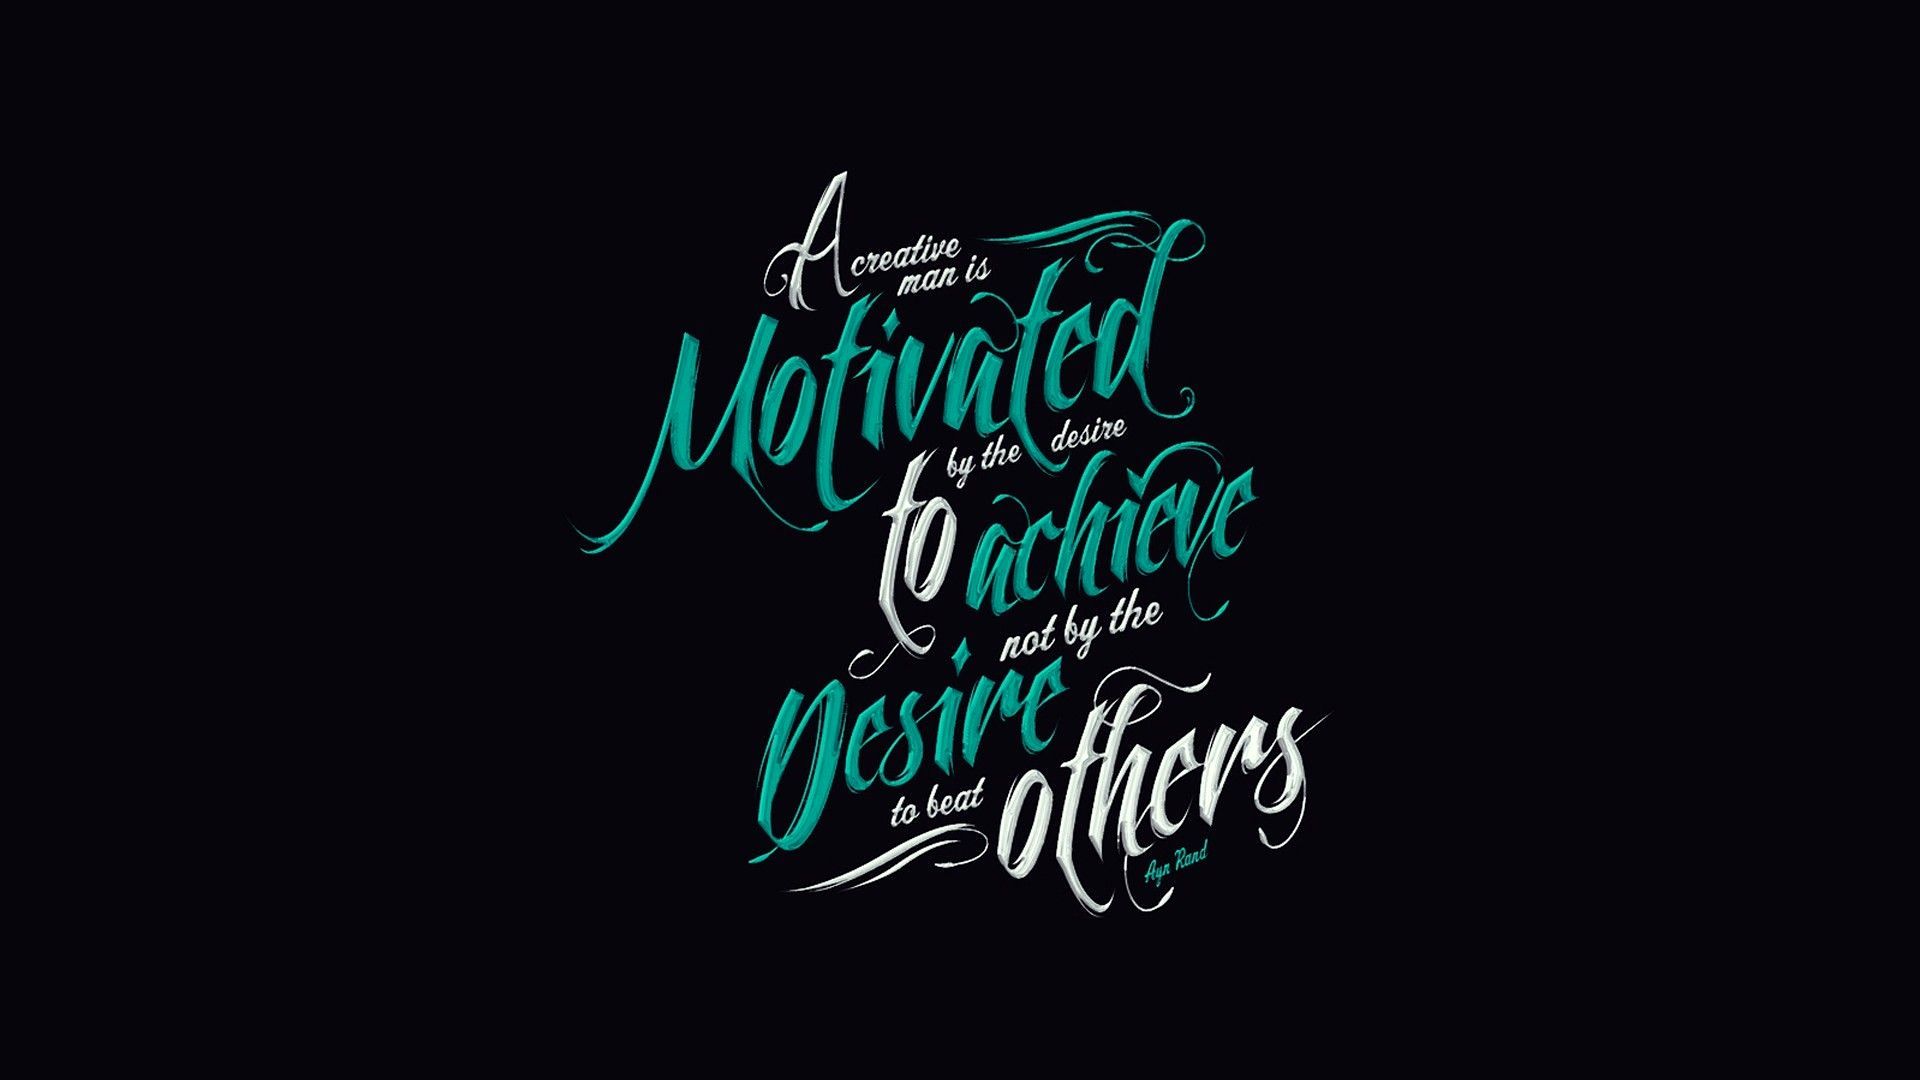 A creative
man is
Motivated
by the desire
to achieve
not by the
Desire
to beat
others
Ayn Rand